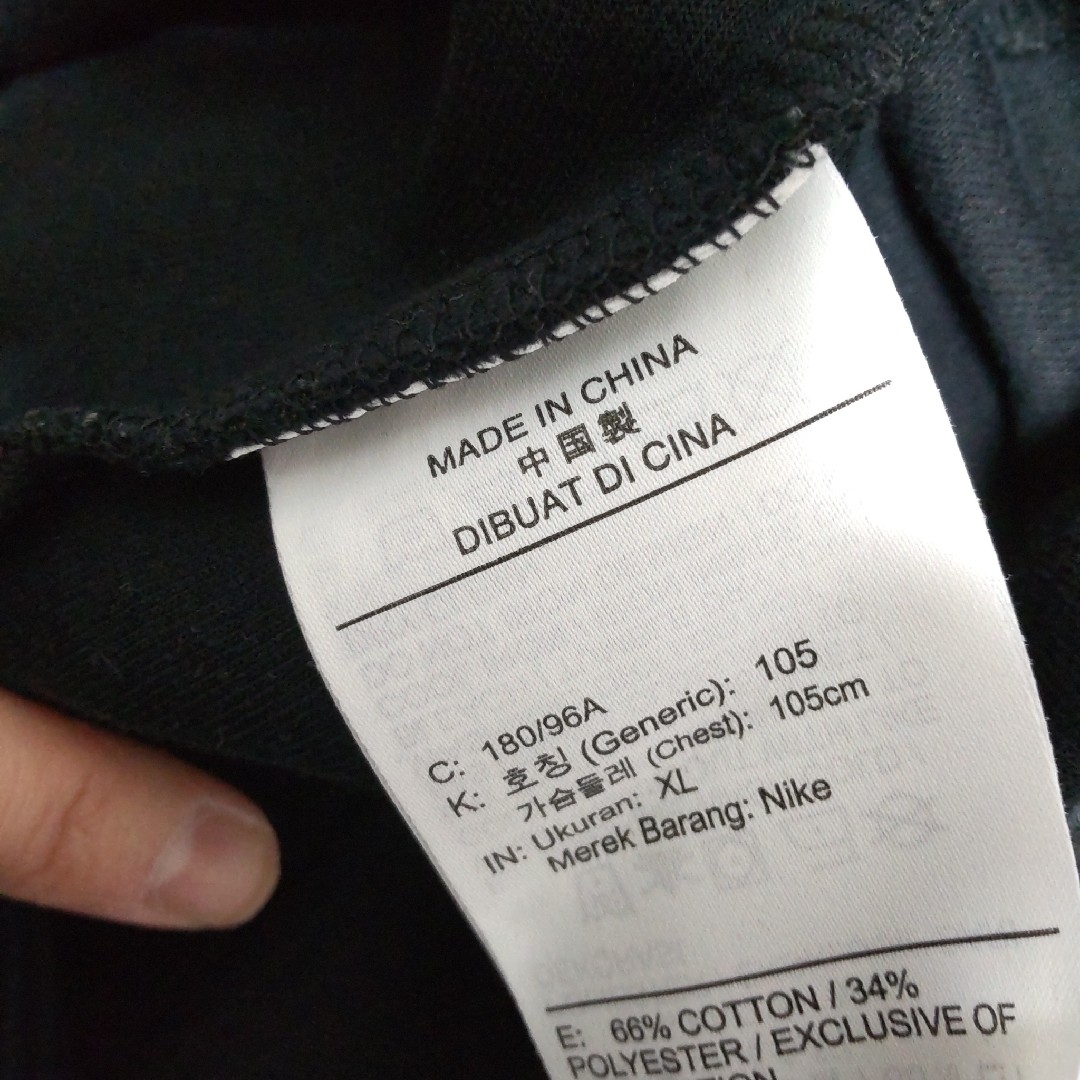 MADE IN CHINA
中国製
DIBUAT DI CINA
C: 180/96A
K: 호칭 (Generic): 105
가슴둘레 (Chest): 105cm
IN: Ukuran: XL
Merek Barang: Nike
E: 66% COTTON / 34%
POLYESTER / EXCLUSIVE OF